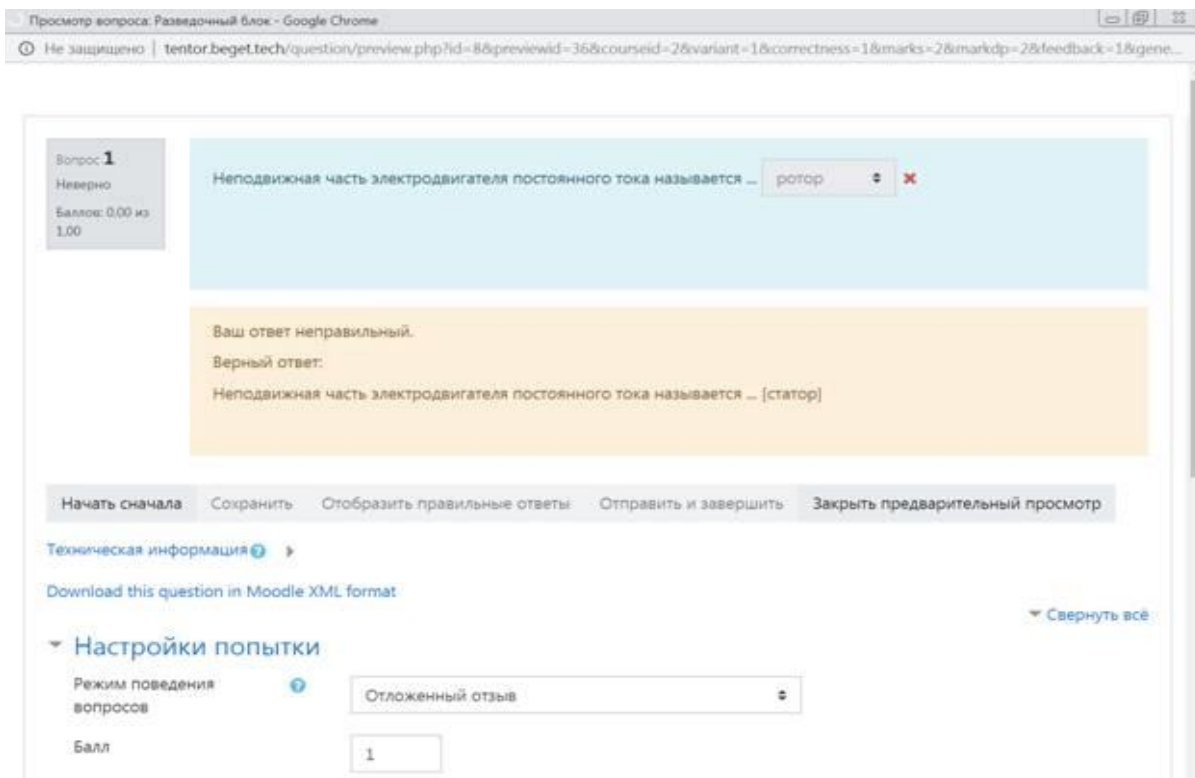 Просмотр вопроса: Разведочный блок - Google Chrome
Не защищено | tentor.beget.tech/question/preview.php?id=8&previewid=36&courseid=2&variant=1&correctness=1&marks=2&markdp=2&feedback=1&gene...
Вопрос 1
Неверно
Баллов: 0,00 из
1,00
Неподвижная часть электродвигателя постоянного тока называется ... ротор
Ваш ответ неправильный.
Верный ответ:
Неподвижная часть электродвигателя постоянного тока называется ... [статор]
Начать сначала Сохранить Отобразить правильные ответы Отправить и завершить Закрыть предварительный просмотр
Техническая информация
Download this question in Moodle XML format
Свернуть всё
Настройки попытки
Режим поведения
вопросов
Отложенный отзыв
Балл
1